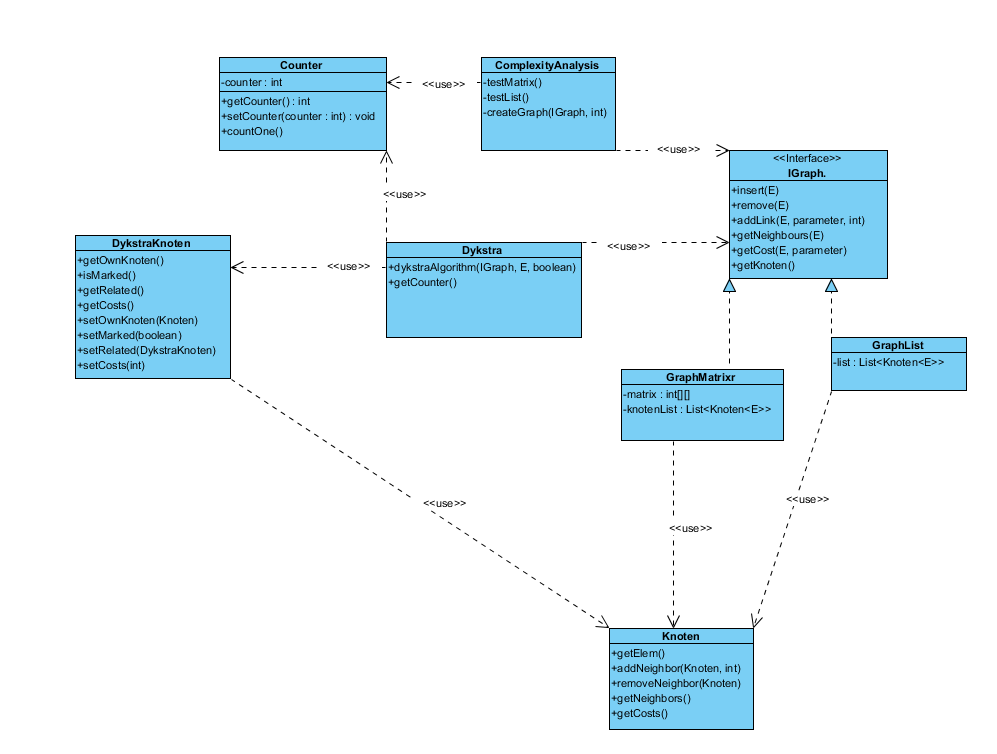 Counter
-counter : int
+getCounter() : int
+setCounter(counter : int) : void
+countOne()
<<use>>
ComplexityAnalysis
-testMatrix()
-testList()
-createGraph(IGraph, int)
<<use>>
<<Interface>>
IGraph.
+insert(E)
+remove(E)
+addLink(E, parameter, int)
+getNeighbours(E)
+getCost(E, parameter)
+getKnoten()
<<use>>
DykstraKnoten
+getOwnKnoten()
+isMarked()
+getRelated()
+getCosts()
+setOwnKnoten(Knoten)
+setMarked(boolean)
+setRelated(DykstraKnoten)
+setCosts(int)
<<use>>
Dykstra
+dykstraAlgorithm(IGraph, E, boolean)
+getCounter()
<<use>>
GraphList
-list : List<Knoten<E>>
GraphMatrixr
-matrix : int[][]
-knotenList : List<Knoten<E>>
<<use>>
<<use>>
<<use>>
Knoten
+getElem()
+addNeighbor(Knoten, int)
+removeNeighbor(Knoten)
+getNeighbors()
+getCosts()